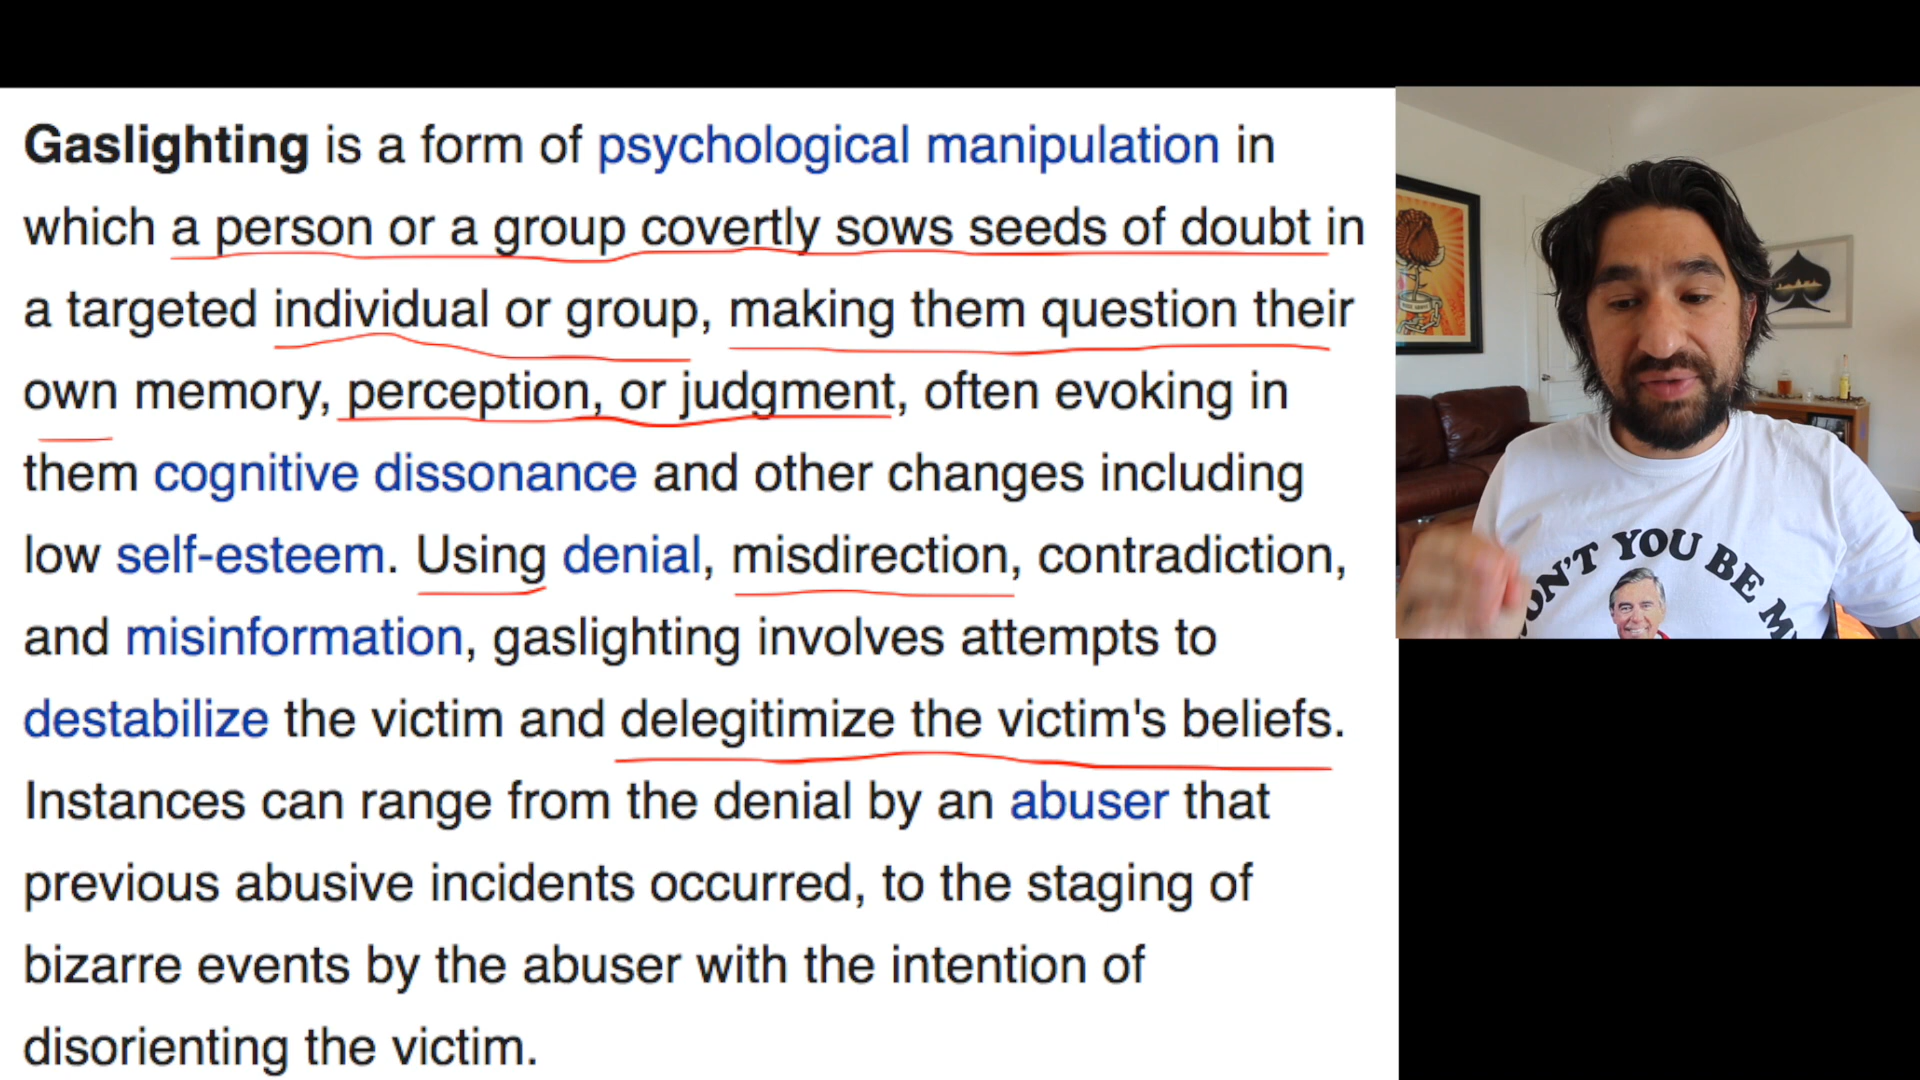 Gaslighting is a form of psychological manipulation in
which a person or a group covertly sows seeds of doubt in
a targeted individual or group, making them question their
own memory, perception, or judgment, often evoking in
them cognitive dissonance and other changes including
low self-esteem. Using denial, misdirection, contradiction,
and misinformation, gaslighting involves attempts to
destabilize the victim and delegitimize the victim's beliefs.
Instances can range from the denial by an abuser that
previous abusive incidents occurred, to the staging of
bizarre events by the abuser with the intention of
disorienting the victim.
ON'T YOU BE M